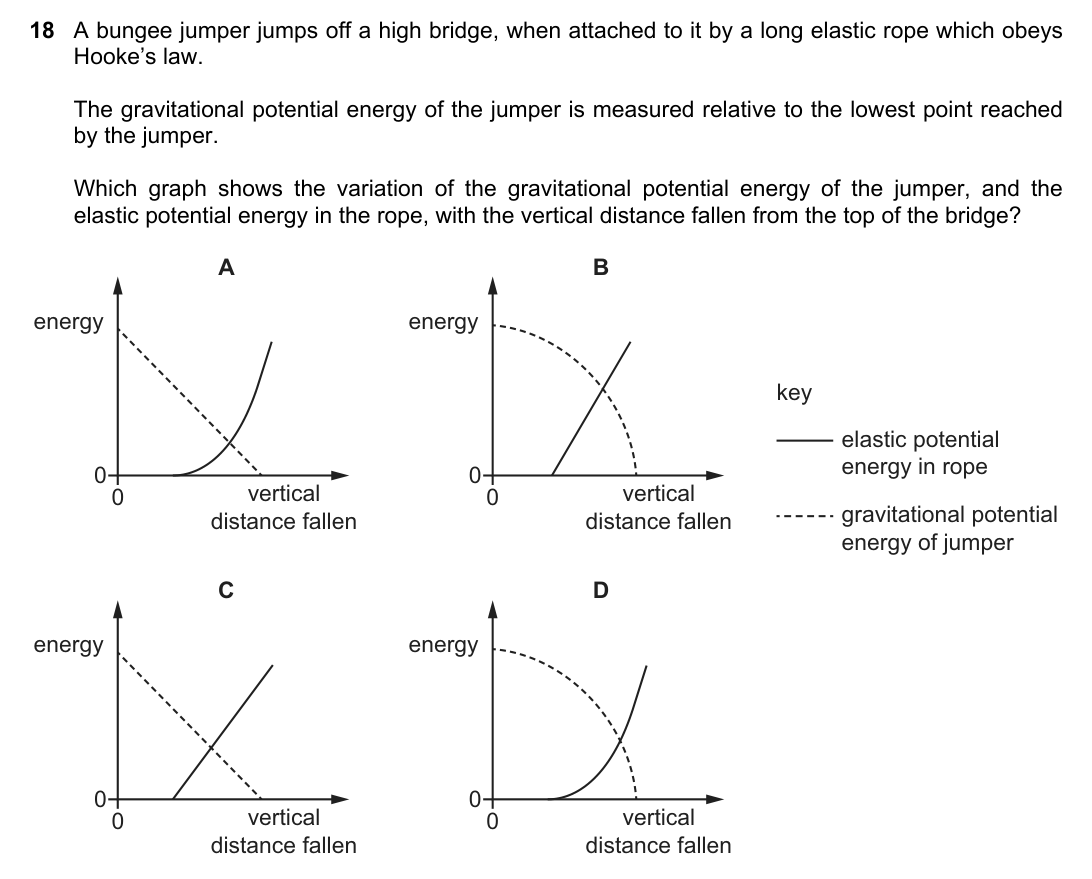 18 A bungee jumper jumps off a high bridge, when attached to it by a long elastic rope which obeys
Hooke’s law.
The gravitational potential energy of the jumper is measured relative to the lowest point reached
by the jumper.
Which graph shows the variation of the gravitational potential energy of the jumper, and the
elastic potential energy in the rope, with the vertical distance fallen from the top of the bridge?
A
energy
0
0
vertical
distance fallen
B
energy
0
0
vertical
distance fallen
key
elastic potential
energy in rope
gravitational potential
energy of jumper
C
energy
0
0
vertical
distance fallen
D
energy
0
0
vertical
distance fallen